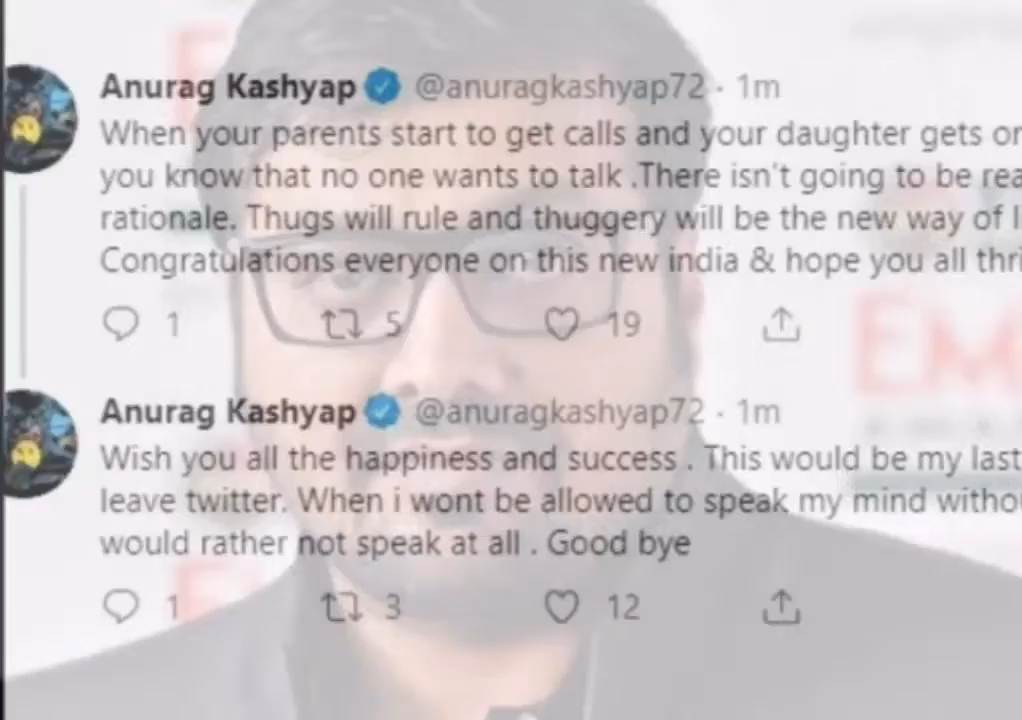 Anurag Kashyap @anuragkashyap72 · 1m
When your parents start to get calls and your daughter gets
you know that no one wants to talk .There isn't going to be
rationale. Thugs will rule and thuggery will be the new way of
Congratulations everyone on this new india & hope you all
1 5 19
EM
Anurag Kashyap @anuragkashyap72 · 1m
Wish you all the happiness and success . This would be my last
leave twitter. When i wont be allowed to speak my mind
would rather not speak at all . Good bye
1 3 12